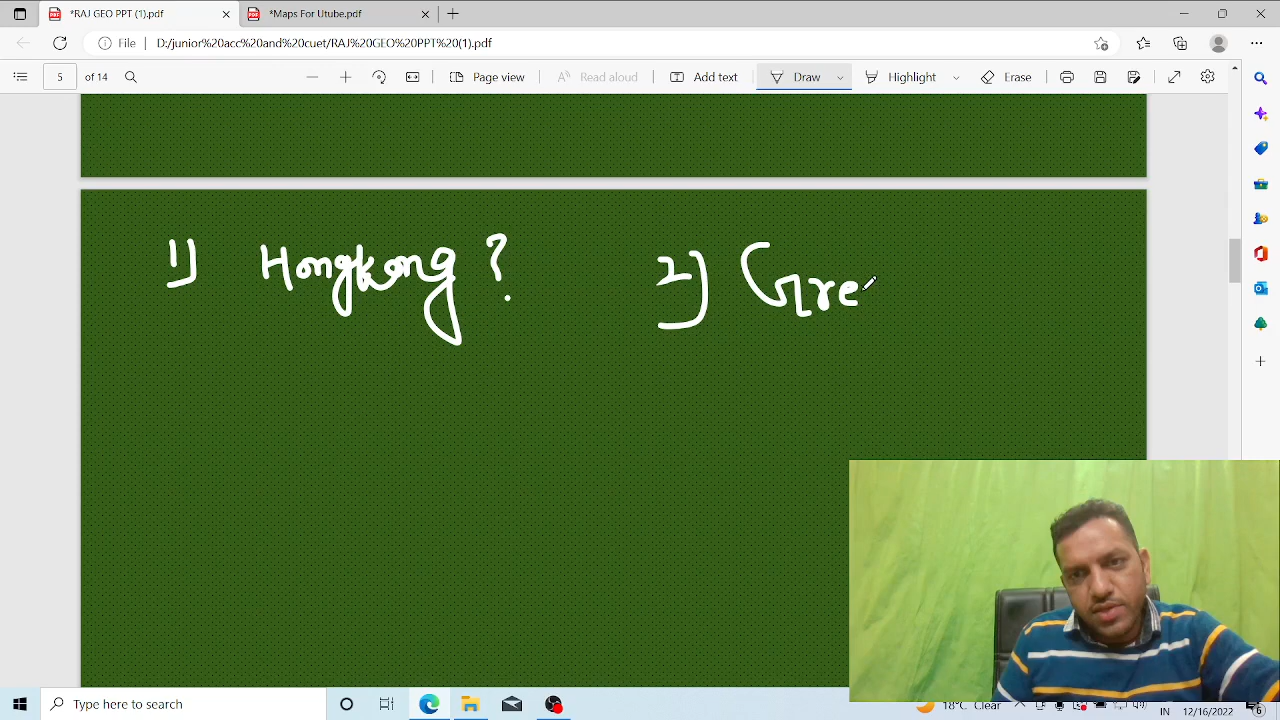 *RAJ GEO PPT (1).pdf
*Maps For Utube.pdf
File
D:/junior%20acc%20and%20cuet/RAJ%20GEO%20PPT%20(1).pdf
5 of 14
Page view
Read aloud
Add text
Draw
Highlight
Erase
1) Hongkong ?
2) Gre
Type here to search
18°C Clear
IN
12/16/2022
6